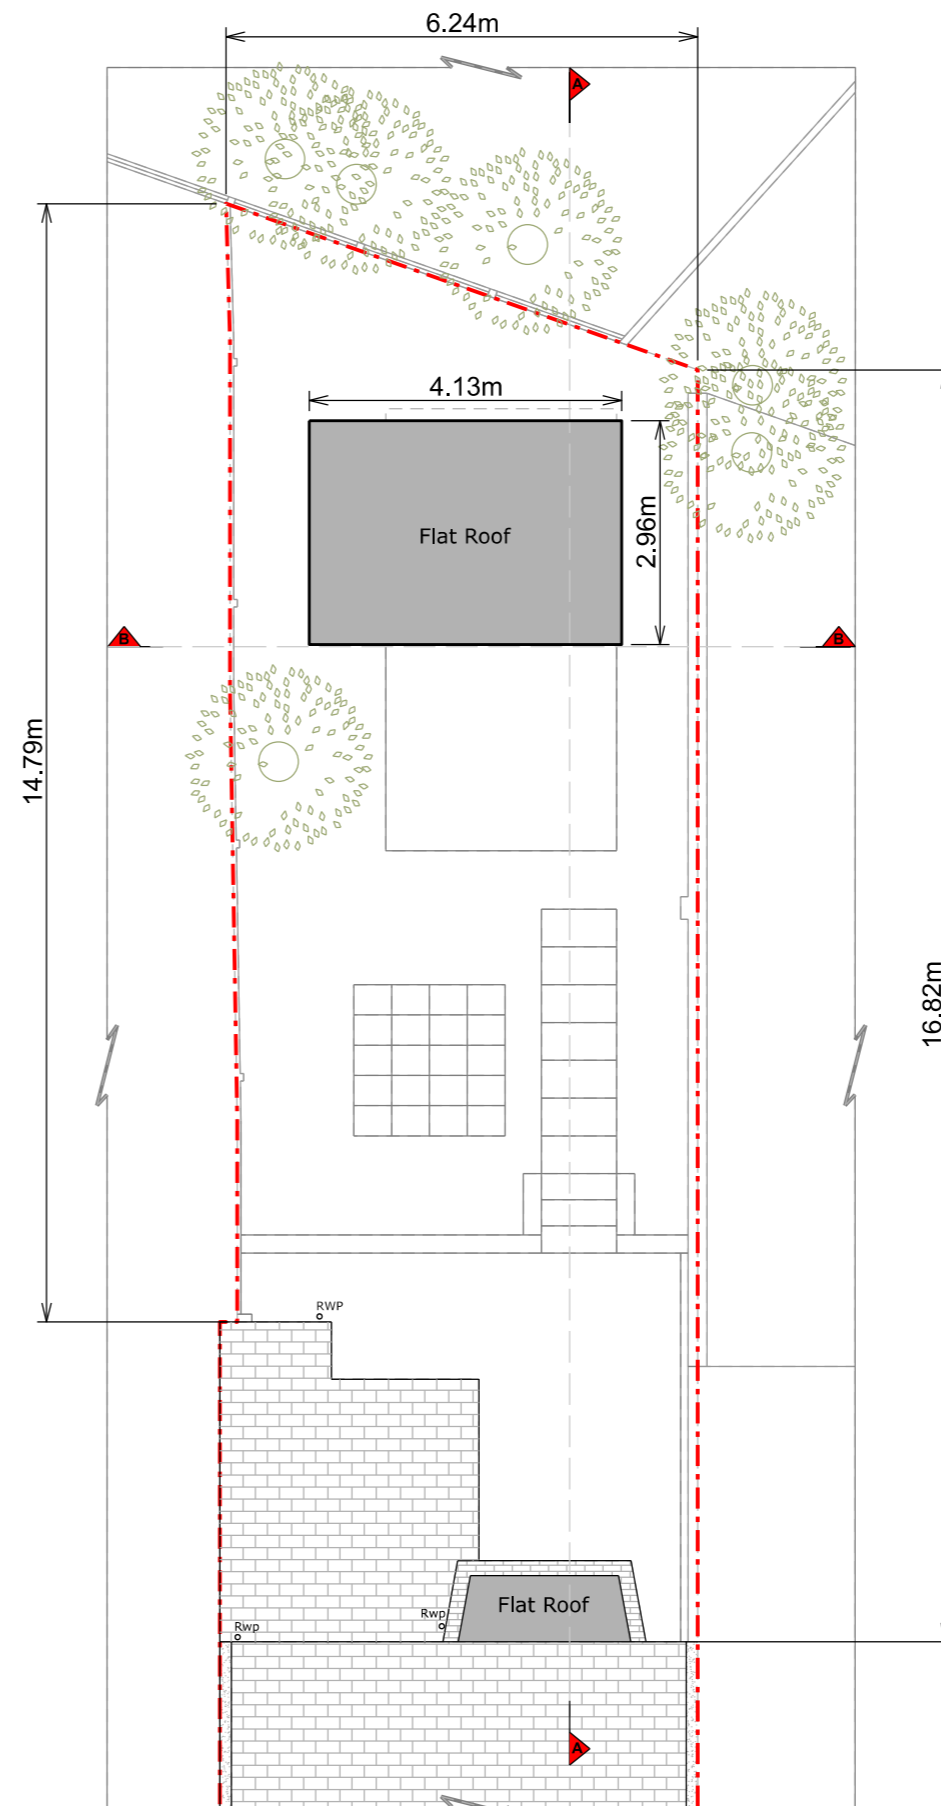 6.24m
A
4.13m
Flat Roof
2.96m
B
B
14.79m
16.82m
RWP
Flat Roof
Rwp
Rwp
A